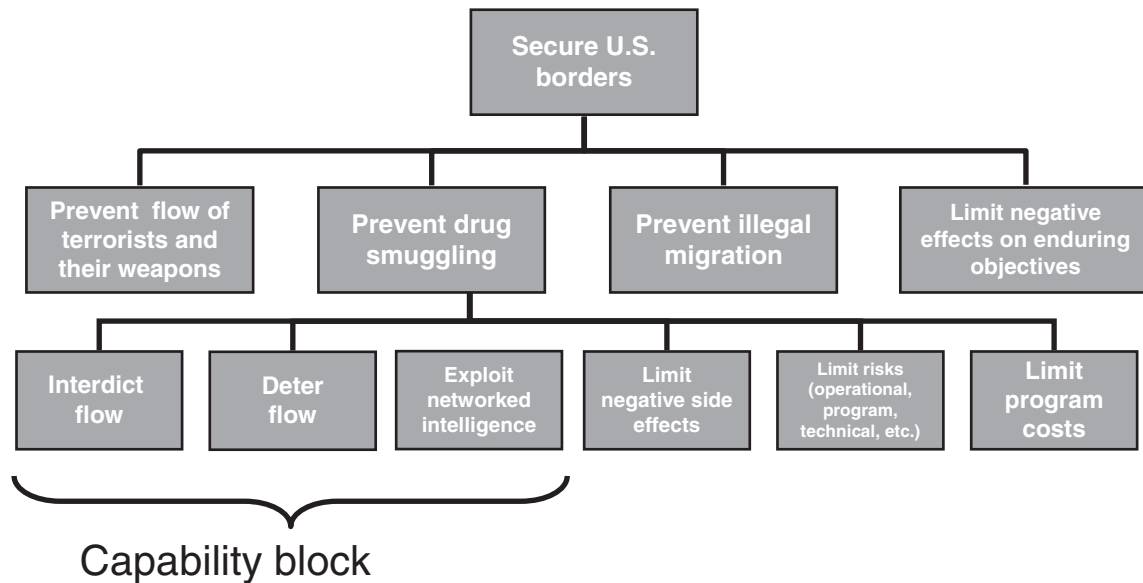 Secure U.S.
borders
Prevent flow of
terrorists and
their weapons
Prevent drug
smuggling
Prevent illegal
migration
Limit negative
effects on enduring
objectives
Interdict
flow
Deter
flow
Exploit
networked
intelligence
Limit
negative side
effects
Limit risks
(operational,
program,
technical, etc.)
Limit
program
costs
Capability block